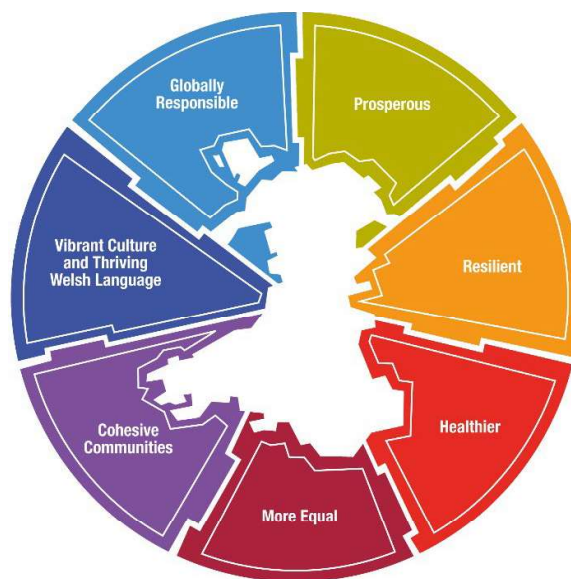 Globally
Responsible
Prosperous
Resilient
Healthier
More Equal
Cohesive
Communities
Vibrant Culture
and Thriving
Welsh Language